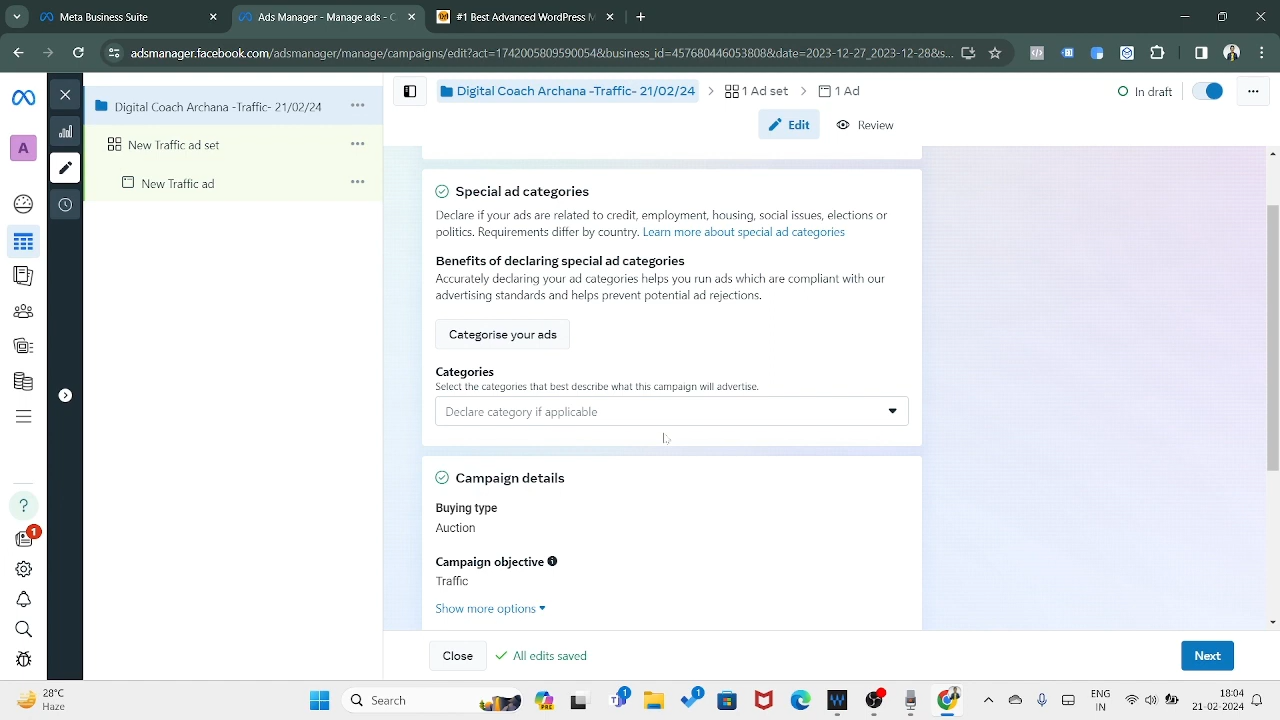 Meta Business Suite
Ads Manager - Manage ads - C
#1 Best Advanced WordPress M
adsmanager.facebook.com/adsmanager/manage/campaigns/edit?act=1742005809590054&business_id=457680446053808&date=2023-12-27_2023-12-28&s...
Digital Coach Archana -Traffic- 21/02/24
New Traffic ad set
New Traffic ad
A
Digital Coach Archana -Traffic- 21/02/24
1 Ad set
1 Ad
In draft
Edit
Review
Special ad categories
Declare if your ads are related to credit, employment, housing, social issues, elections or
politics. Requirements differ by country. Learn more about special ad categories
Benefits of declaring special ad categories
Accurately declaring your ad categories helps you run ads which are compliant with our
advertising standards and helps prevent potential ad rejections.
Categorise your ads
Categories
Select the categories that best describe what this campaign will advertise.
Declare category if applicable
Campaign details
Buying type
Auction
Campaign objective
Traffic
Show more options
1
Close
All edits saved
Next
28°C
Haze
Search
1
1
ENG
IN
18:04
21-02-2024